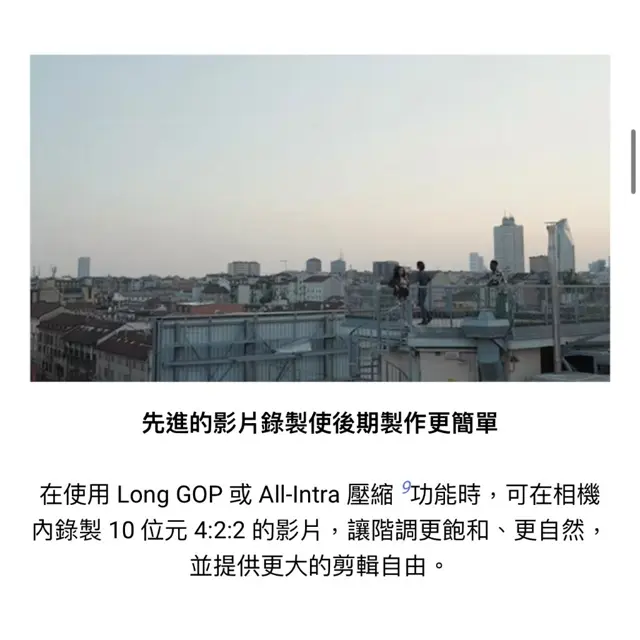 先進的影片錄製使後期製作更簡單
在使用 Long GOP 或 All-Intra 壓縮 9功能時，可在相機
內錄製 10 位元 4:2:2 的影片，讓階調更飽和、更自然，
並提供更大的剪輯自由。